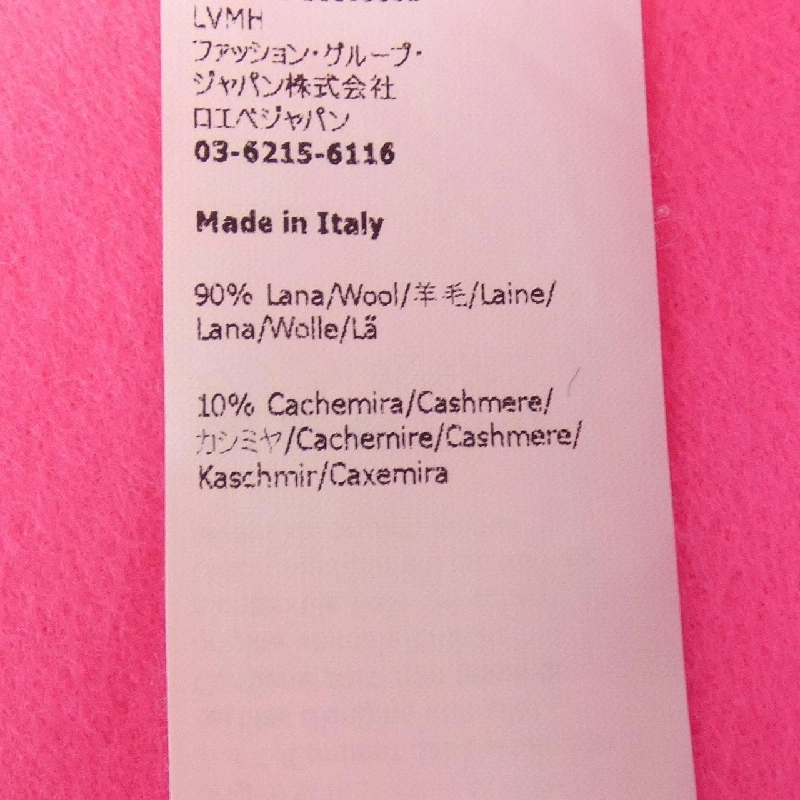 LVMH
ファッション・グループ・
ジャパン株式会社
ロエベジャパン
03-6215-6116
Made in Italy
90% Lana/Wool/羊毛/Laine/
Lana/Wolle/Lã
10% Cachemira/Cashmere/
カシミヤ/Cachernire/Cashmere/
Kaschmir/Caxemira